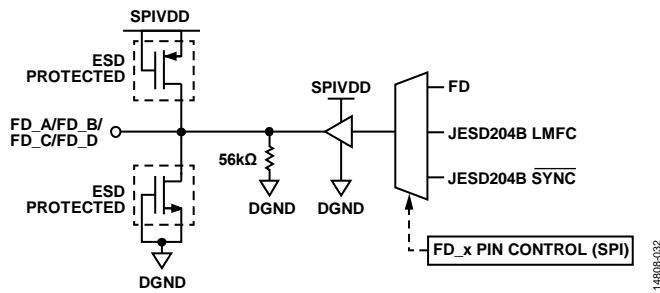 SPIVDD
ESD
PROTECTED
SPIVDD
FD
FD_A/FD_B/
FD_C/FD_D
JESD204B LMFC
56kΩ
ESD
PROTECTED
JESD204B SYNC
DGND
DGND
FD_x PIN CONTROL (SPI)
DGND
14808-032